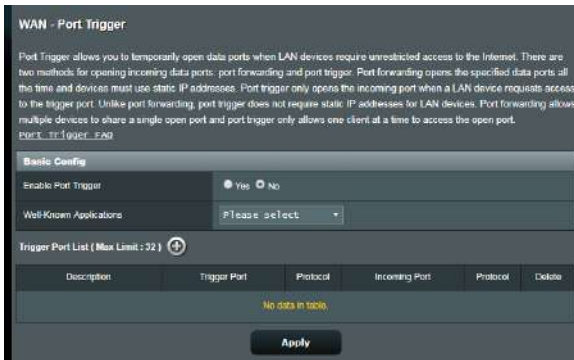 WAN - Port Trigger
Port Trigger allows you to temporarily open data ports when LAN devices require unrestricted access to the Internet. There are
two methods for opening incoming data ports: port forwarding and port trigger. Port forwarding opens the specified data ports all
the time and devices must use static IP addresses. Port trigger only opens the incoming port when a LAN device requests access
to the trigger port. Unlike port forwarding, port trigger does not require static IP addresses for LAN devices. Port forwarding allows
multiple devices to share a single open port and port trigger only allows one client at a time to access the open port.
Port Trigger FAQ
Basic Config
Enable Port Trigger Yes No
Well-Known Applications Please select
Trigger Port List ( Max Limit : 32 )
Description Trigger Port Protocol Incoming Port Protocol Delete
No data in table.
Apply